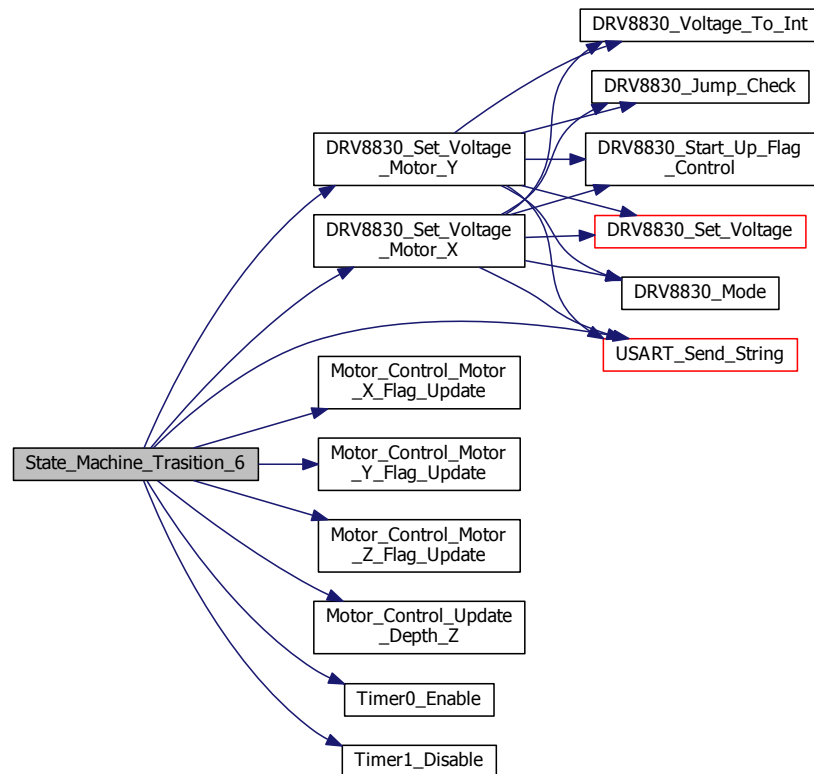 DRV8830_Voltage_To_Int
DRV8830_Jump_Check
DRV8830_Set_Voltage
_Motor_Y
DRV8830_Start_Up_Flag
_Control
DRV8830_Set_Voltage
_Motor_X
DRV8830_Set_Voltage
DRV8830_Mode
USART_Send_String
Motor_Control_Motor
_X_Flag_Update
State_Machine_Trasition_6
Motor_Control_Motor
_Y_Flag_Update
Motor_Control_Motor
_Z_Flag_Update
Motor_Control_Update
_Depth_Z
Timer0_Enable
Timer1_Disable